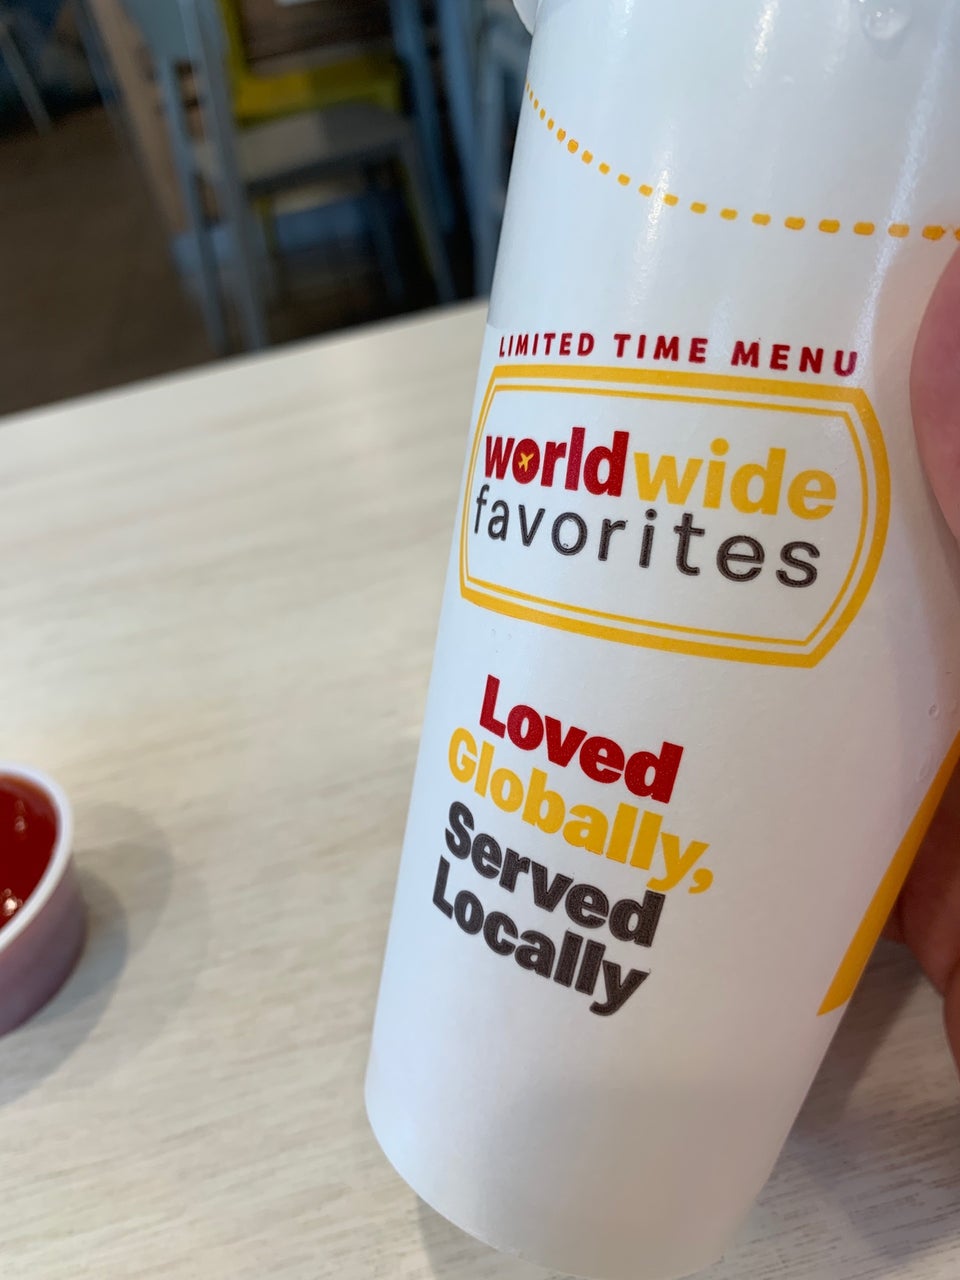 LIMITED TIME MENU
worldwide
favorites
Loved
Globally,
Served
Locally